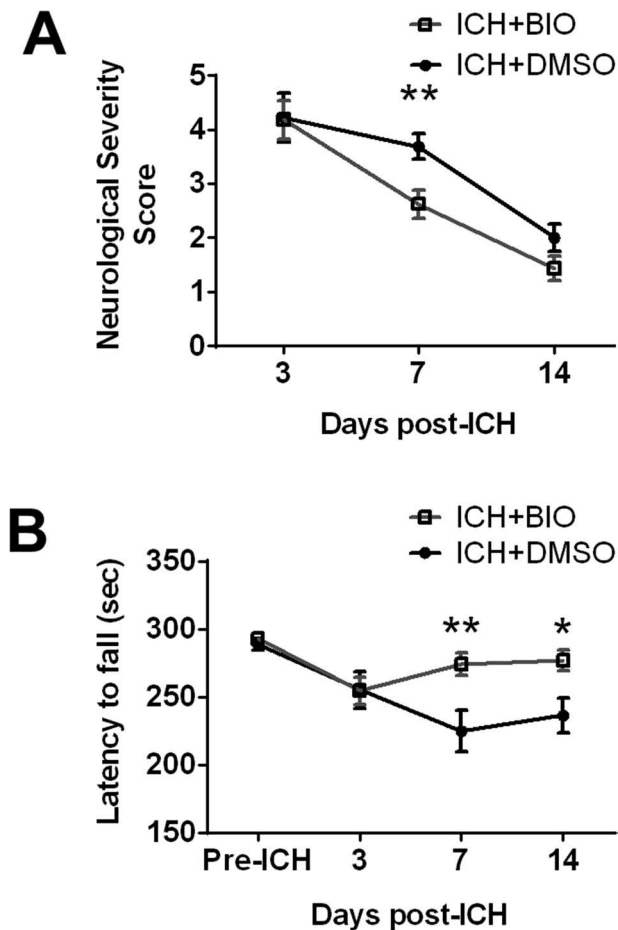 A
ICH+BIO
ICH+DMSO
**
5
4
3
2
1
0
Neurological Severity
Score
3 7 14
Days post-ICH
B
ICH+BIO
ICH+DMSO
** *
350
300
250
200
150
Latency to fall (sec)
Pre-ICH 3 7 14
Days post-ICH